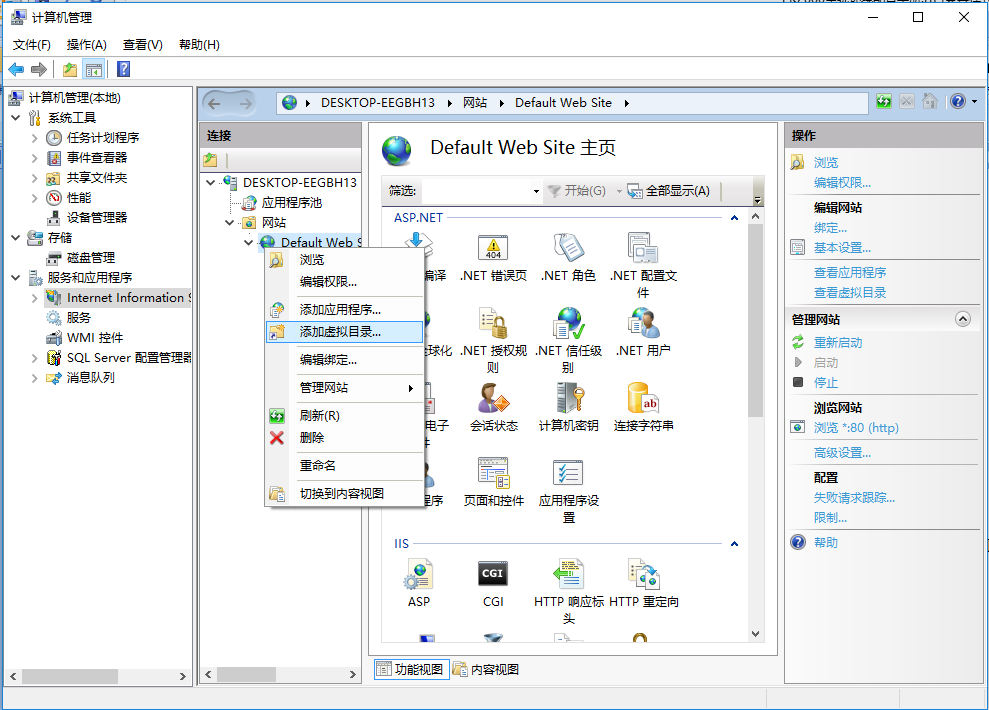 计算机管理
文件(F) 操作(A) 查看(V) 帮助(H)
计算机管理(本地)
系统工具
任务计划程序
事件查看器
共享文件夹
性能
设备管理器
存储
磁盘管理
服务和应用程序
Internet Information S
服务
WMI 控件
SQL Server 配置管理器
消息队列
DESKTOP-EEGBH13 网站 Default Web Site
连接
DESKTOP-EEGBH13
应用程序池
网站
Default Web S
浏览
编辑权限...
添加应用程序...
添加虚拟目录...
编辑绑定...
管理网站
刷新(R)
删除
重命名
切换到内容视图
Default Web Site 主页
筛选: 开始(G) 全部显示(A)
ASP.NET
编译
.NET 错误页
.NET 角色
.NET 配置文
件
球化
.NET 授权规
则
.NET 信任级
别
.NET 用户
电子
件
会话状态
计算机密钥
连接字符串
程序
页面和控件
应用程序设
置
IIS
ASP
CGI
HTTP 响应标
头
HTTP 重定向
功能视图 内容视图
操作
浏览
编辑权限...
编辑网站
绑定...
基本设置...
查看应用程序
查看虚拟目录
管理网站
重新启动
启动
停止
浏览网站
浏览 *:80 (http)
高级设置...
配置
失败请求跟踪...
限制...
帮助